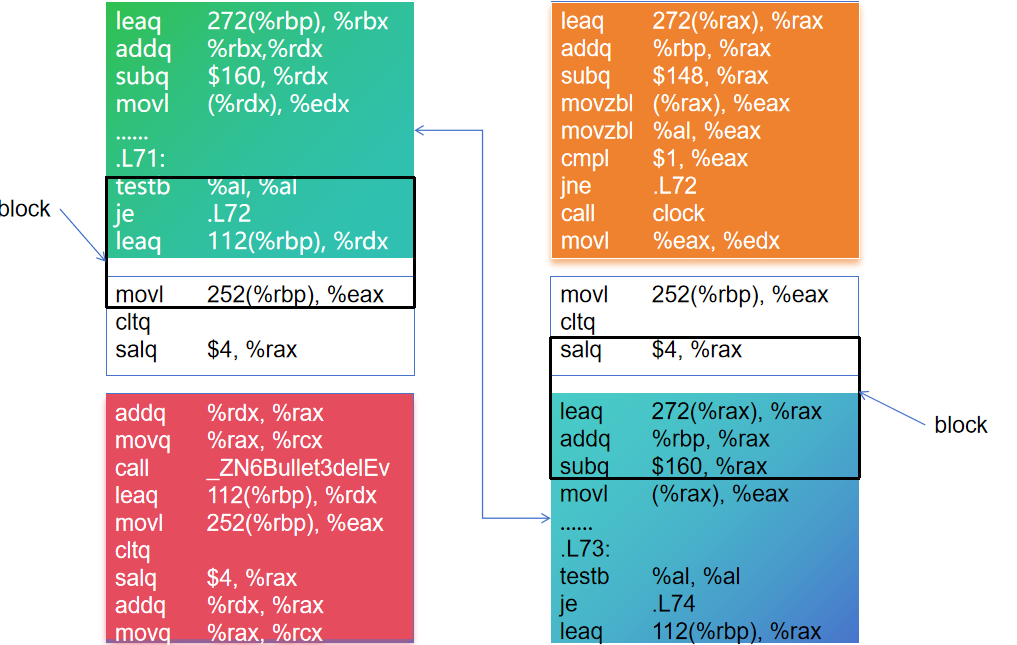 leaq 272(%rbp), %rbx
addq %rbx,%rdx
subq $160, %rdx
movl (%rdx), %edx
......
.L71:
testb %al, %al
je .L72
leaq 112(%rbp), %rdx
block
movl 252(%rbp), %eax
cltq
salq $4, %rax
addq %rdx, %rax
movq %rax, %rcx
call _ZN6Bullet3delEv
leaq 112(%rbp), %rdx
movl 252(%rbp), %eax
cltq
salq $4, %rax
addq %rdx, %rax
movq %rax, %rcx
leaq 272(%rax), %rax
addq %rbp, %rax
subq $148, %rax
movzbl (%rax), %eax
movzbl %al, %eax
cmpl $1, %eax
jne .L72
call clock
movl %eax, %edx
movl 252(%rbp), %eax
cltq
salq $4, %rax
leaq 272(%rax), %rax
addq %rbp, %rax
subq $160, %rax
movl (%rax), %eax
......
.L73:
testb %al, %al
je .L74
leaq 112(%rbp), %rax
block